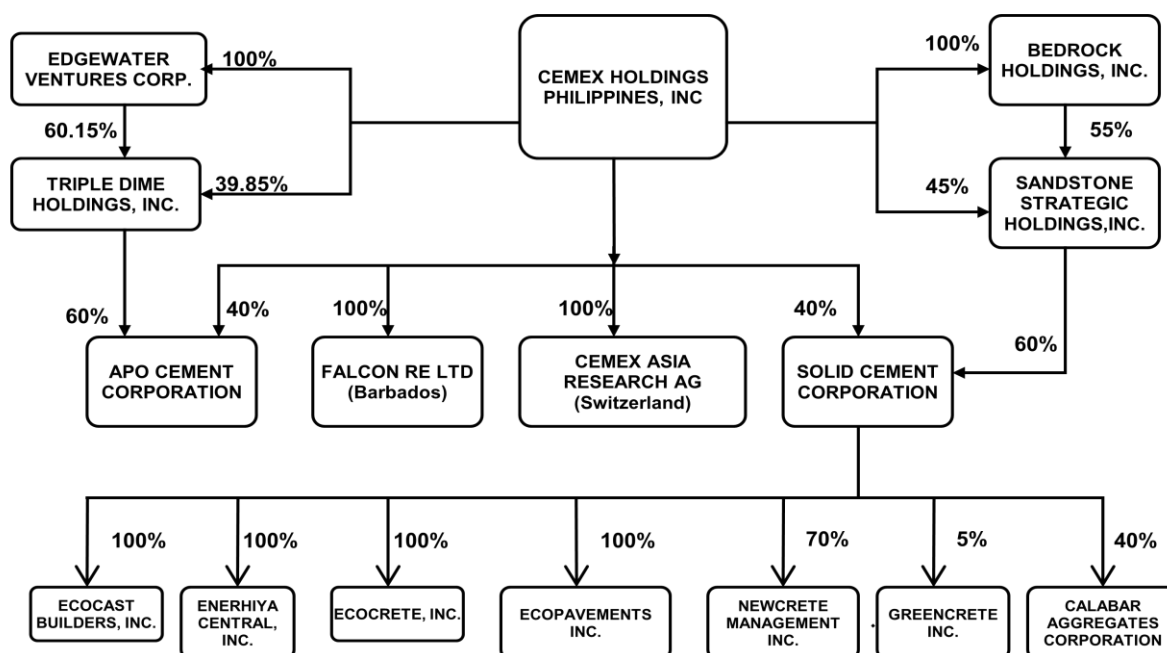 EDGEWATER
VENTURES CORP.
100%
CEMEX HOLDINGS
PHILIPPINES, INC
100%
BEDROCK
HOLDINGS, INC.
60.15%
55%
TRIPLE DIME
HOLDINGS, INC.
39.85%
45%
SANDSTONE
STRATEGIC
HOLDINGS,INC.
60%
40%
100%
100%
40%
60%
APO CEMENT
CORPORATION
FALCON RE LTD
(Barbados)
CEMEX ASIA
RESEARCH AG
(Switzerland)
SOLID CEMENT
CORPORATION
100%
100%
100%
100%
70%
5%
40%
ECOCAST
BUILDERS, INC.
ENERHIYA
CENTRAL,
INC.
ECOCRETE, INC.
ECOPAVEMENTS
INC.
NEWCRETE
MANAGEMENT
INC.
GREENCRETE
INC.
CALABAR
AGGREGATES
CORPORATION